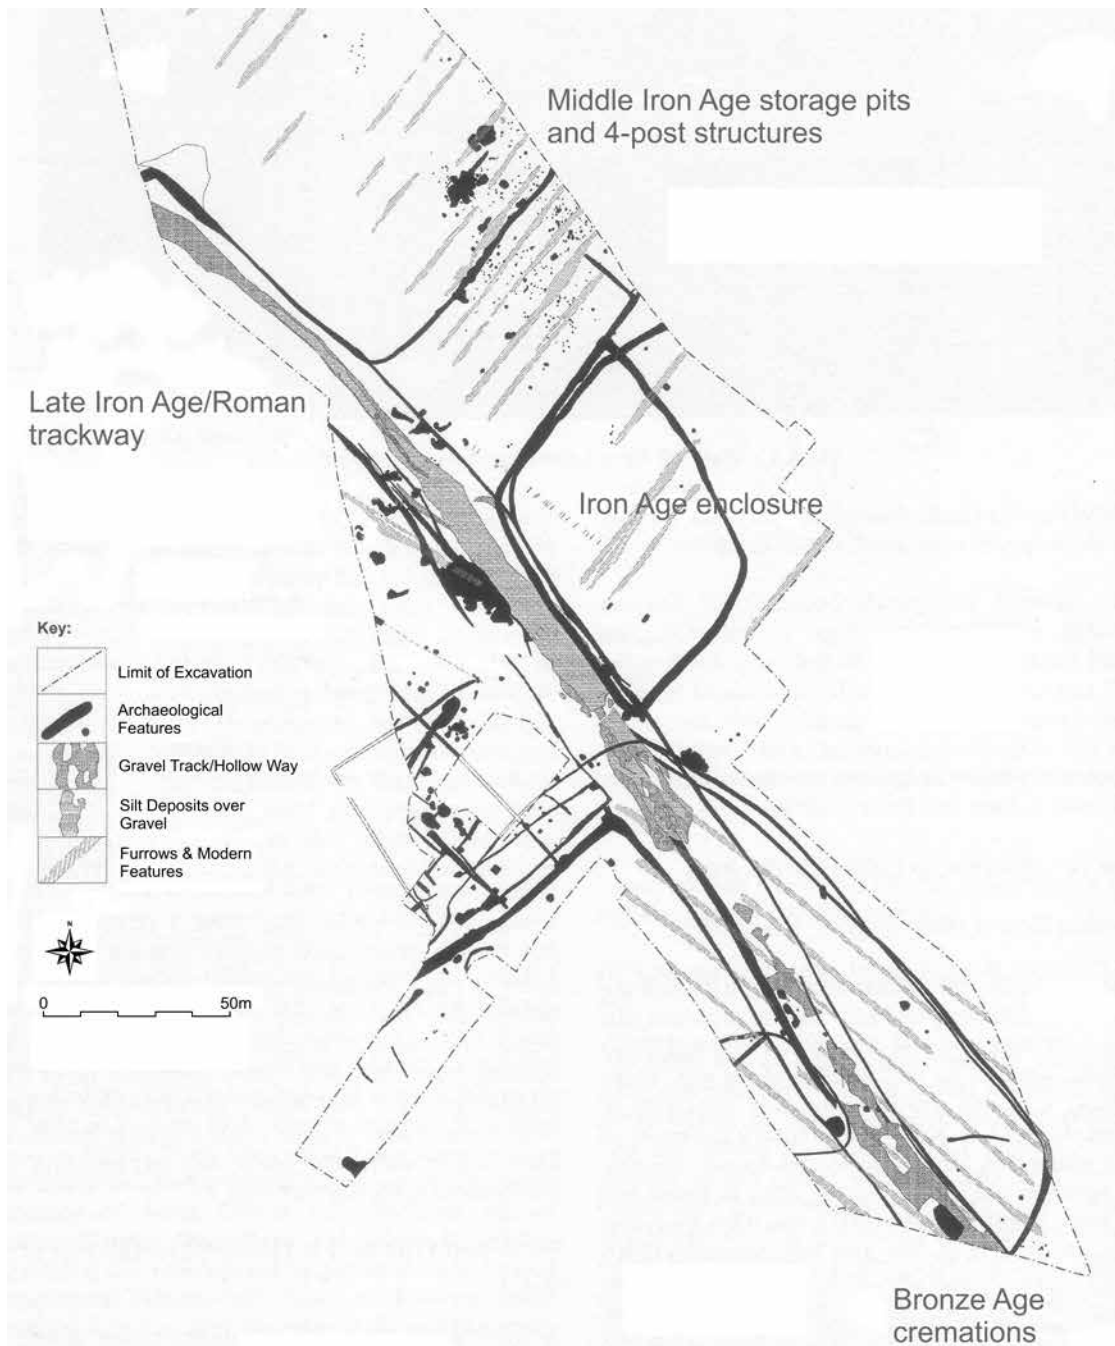 Middle Iron Age storage pits
and 4-post structures
Late Iron Age/Roman
trackway
Iron Age enclosure
Key:
Limit of Excavation
Archaeological
Features
Gravel Track/Hollow Way
Silt Deposits over
Gravel
Furrows & Modern
Features
N
0 50m
Bronze Age
cremations